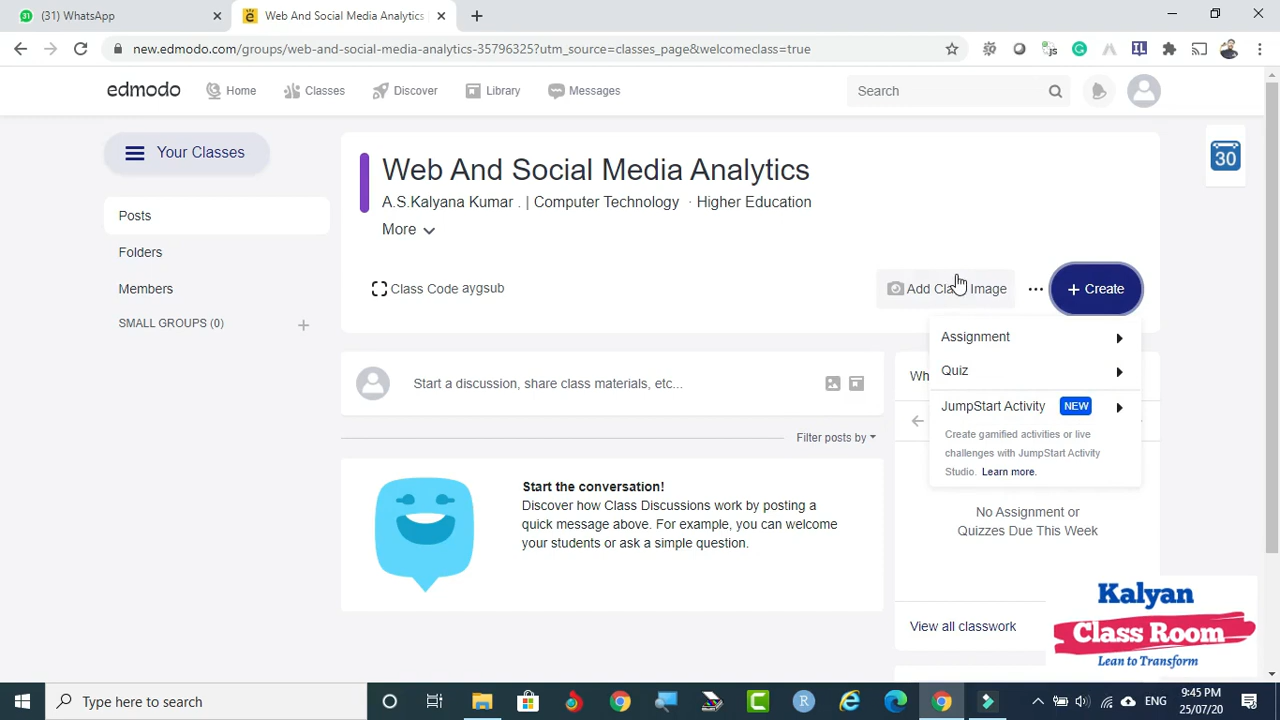 (31) WhatsApp
Web And Social Media Analytics
new.edmodo.com/groups/web-and-social-media-analytics-35796325?utm_source=classes_page&welcomeclass=true
edmodo
Home
Classes
Discover
Library
Messages
Search
Your Classes
Posts
Folders
Members
SMALL GROUPS (0)
Web And Social Media Analytics
A.S.Kalyana Kumar . | Computer Technology · Higher Education
More
30
Class Code aygsub
Add Class Image
+ Create
Assignment
Quiz
JumpStart Activity NEW
Create gamified activities or live
challenges with JumpStart Activity
Studio. Learn more.
Start a discussion, share class materials, etc...
Filter posts by
Start the conversation!
Discover how Class Discussions work by posting a
quick message above. For example, you can welcome
your students or ask a simple question.
No Assignment or
Quizzes Due This Week
View all classwork
Kalyan
Class Room
Lean to Transform
Type here to search
ENG
9:45 PM
25/07/20